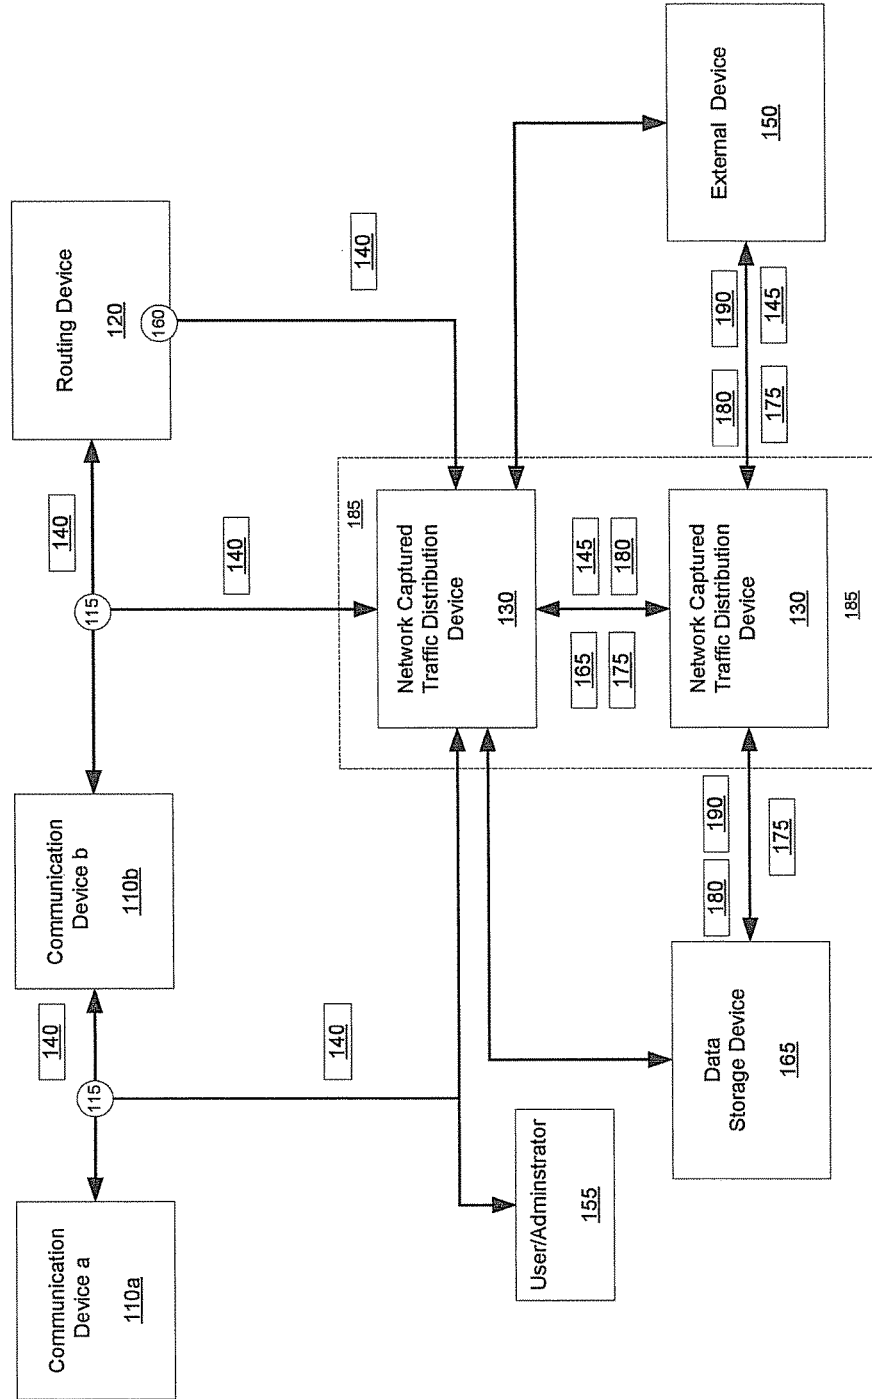 Communication
Device a
110a
115
140
Communication
Device b
110b
115
140
Routing Device
120
160
140
140
140
185
Network Captured
Traffic Distribution
Device
130
User/Adminstrator
155
165
145
175
180
Data
Storage Device
165
180
190
175
Network Captured
Traffic Distribution
Device
130
185
180
190
175
145
External Device
150